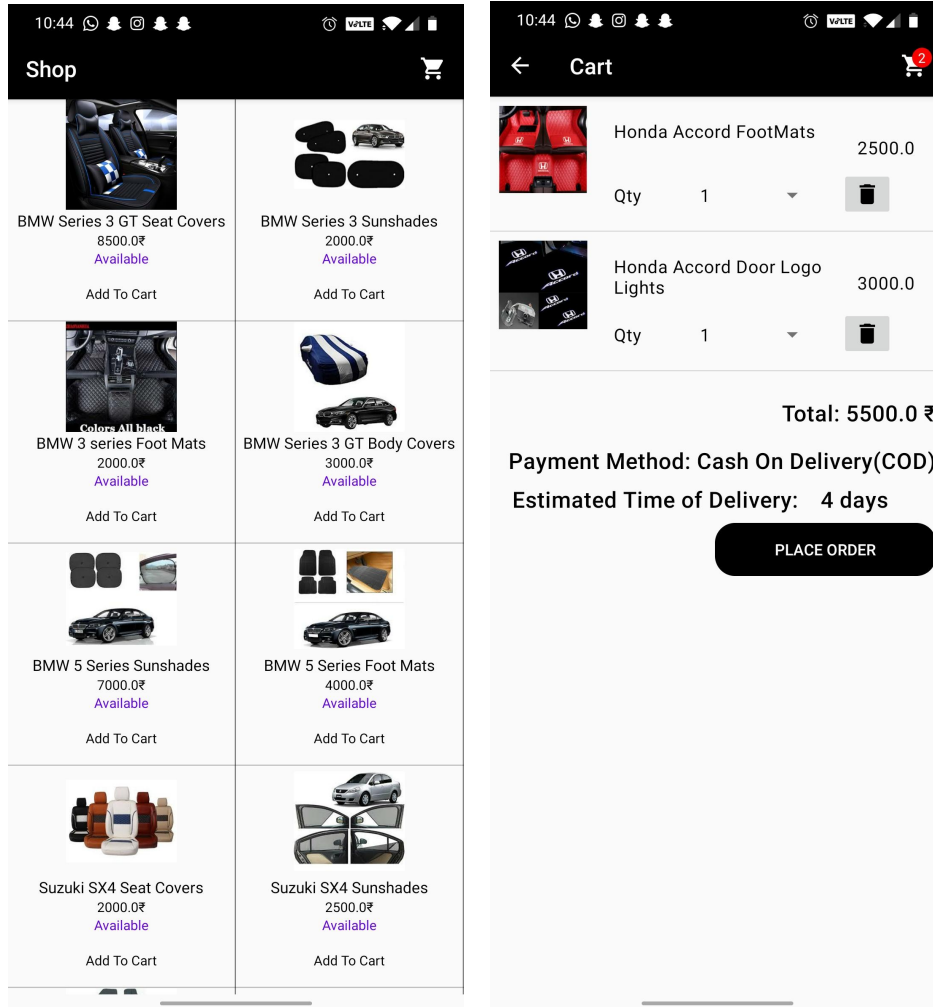 10:44 VoLTE
Shop
BMW Series 3 GT Seat Covers
8500.0₹
Available
Add To Cart
BMW Series 3 Sunshades
2000.0₹
Available
Add To Cart
Colors All black
BMW 3 series Foot Mats
2000.0₹
Available
Add To Cart
BMW Series 3 GT Body Covers
3000.0₹
Available
Add To Cart
BMW 5 Series Sunshades
7000.0₹
Available
Add To Cart
BMW 5 Series Foot Mats
4000.0₹
Available
Add To Cart
Suzuki SX4 Seat Covers
2000.0₹
Available
Add To Cart
Suzuki SX4 Sunshades
2500.0₹
Available
Add To Cart
10:44 VoLTE
Cart 2
Honda Accord FootMats
2500.0
Qty 1
Accord
Accord
Accord
Accord
Honda Accord Door Logo
Lights
3000.0
Qty 1
Total: 5500.0 ₹
Payment Method: Cash On Delivery(COD)
Estimated Time of Delivery: 4 days
PLACE ORDER